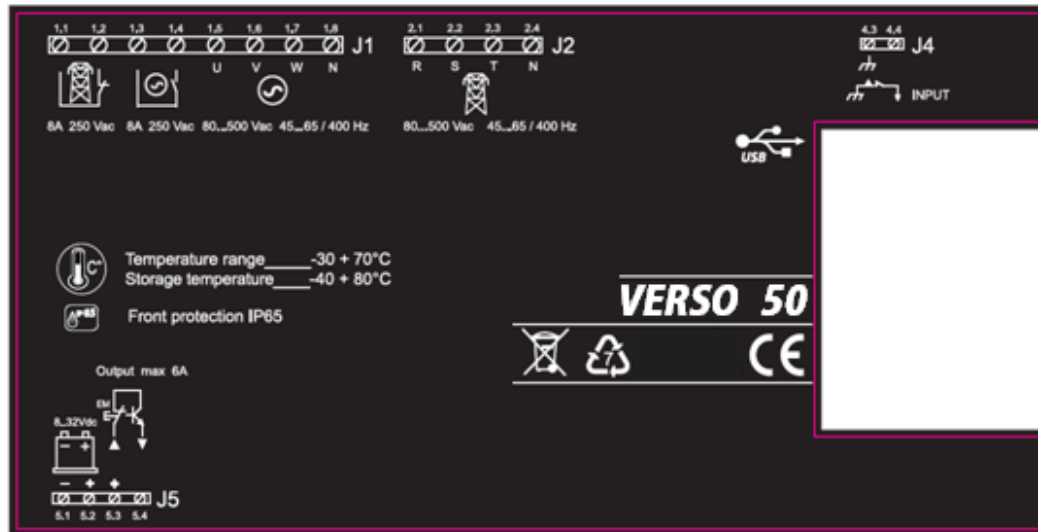 1.1 1.2 1.3 1.4 1.5 1.6 1.7 1.8 J1
U V W N
8A 250 Vac 8A 250 Vac 80...500 Vac 45...65 / 400 Hz
2.1 2.2 2.3 2.4 J2
R S T N
80...500 Vac 45...65 / 400 Hz
4.3 4.4 J4
INPUT
USB
C°
Temperature range_____-30 + 70°C
Storage temperature____-40 + 80°C
IP65
Front protection IP65
VERSO 50
7
CE
Output max 6A
EM
8...32Vdc
- +
- + +
J5
5.1 5.2 5.3 5.4